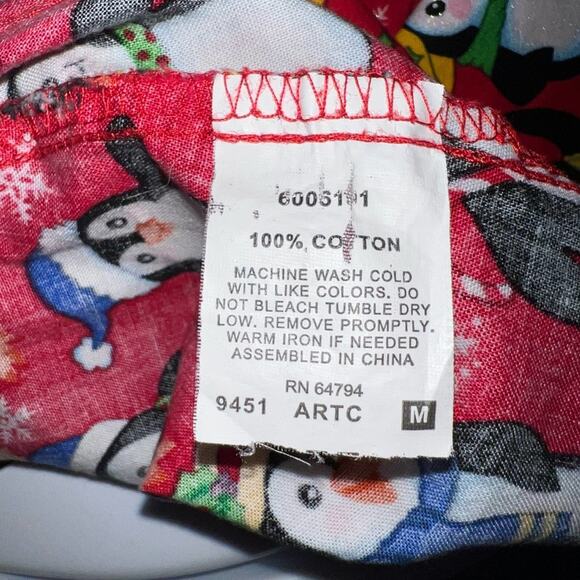 6006191
100% COTTON
MACHINE WASH COLD
WITH LIKE COLORS. DO
NOT BLEACH TUMBLE DRY
LOW. REMOVE PROMPTLY.
WARM IRON IF NEEDED
ASSEMBLED IN CHINA
RN 64794
9451 ARTC M